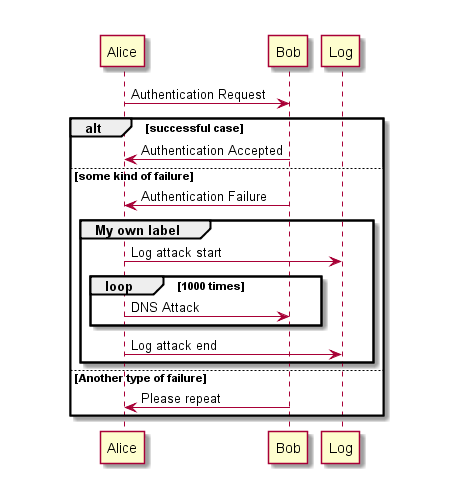 Alice Bob Log
Authentication Request
alt [successful case]
Authentication Accepted
[some kind of failure]
Authentication Failure
My own label
Log attack start
loop [1000 times]
DNS Attack
Log attack end
[Another type of failure]
Please repeat
Alice Bob Log